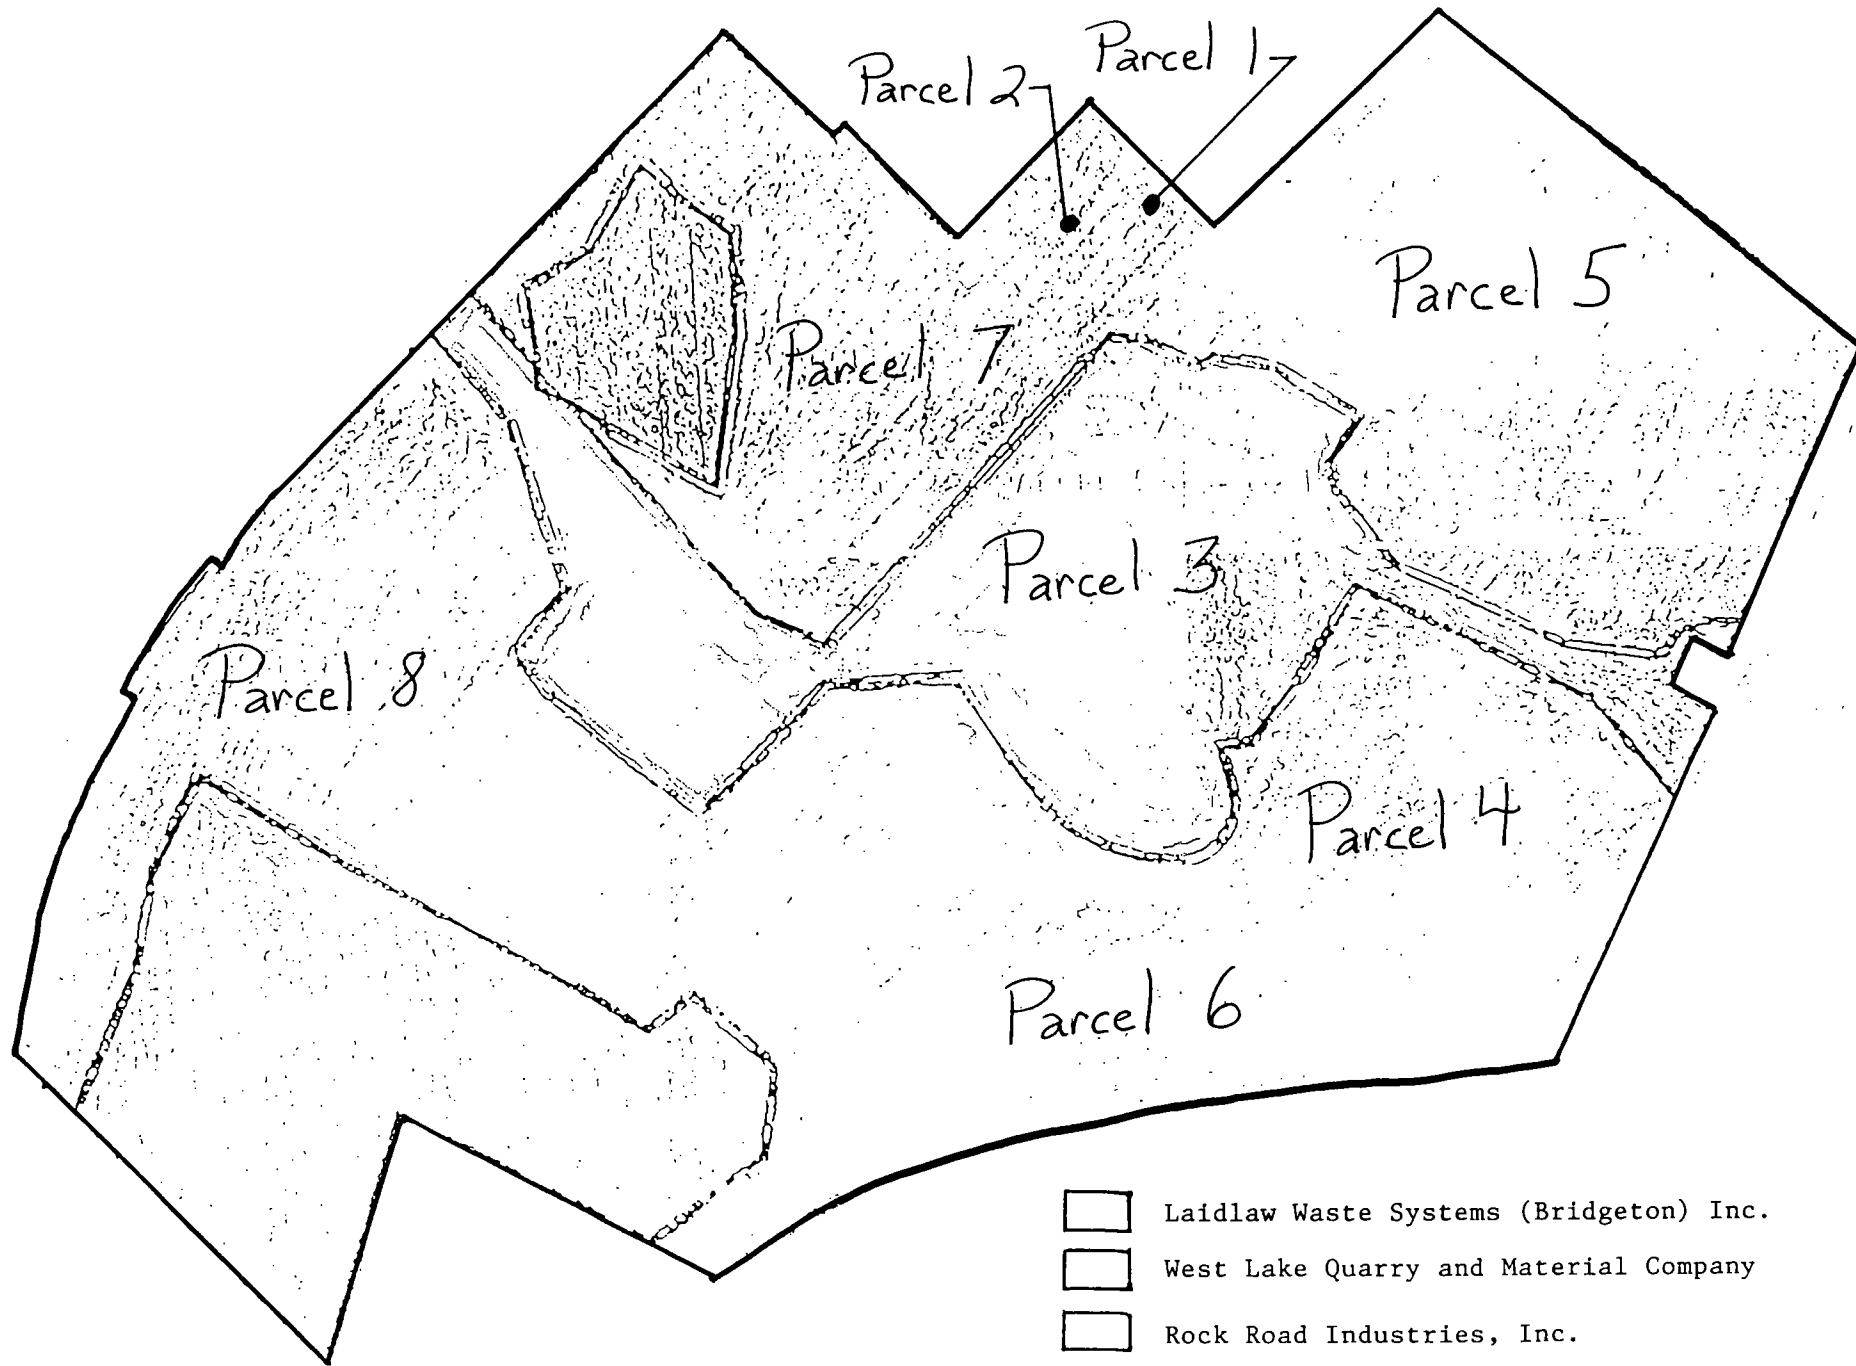 Parcel 1
Parcel 2
Parcel 5
Parcel 7
Parcel 3
Parcel 8
Parcel 4
Parcel 6
Laidlaw Waste Systems (Bridgeton) Inc.
West Lake Quarry and Material Company
Rock Road Industries, Inc.